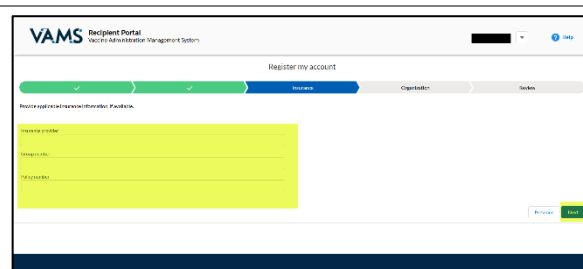 VAMS Recipient Portal
Vaccine Administration Management System
Help
Register my account
Insurance Organization Review
Provide applicable insurance information, if available.
Insurance provider
Group number
Policy number
Previous Next